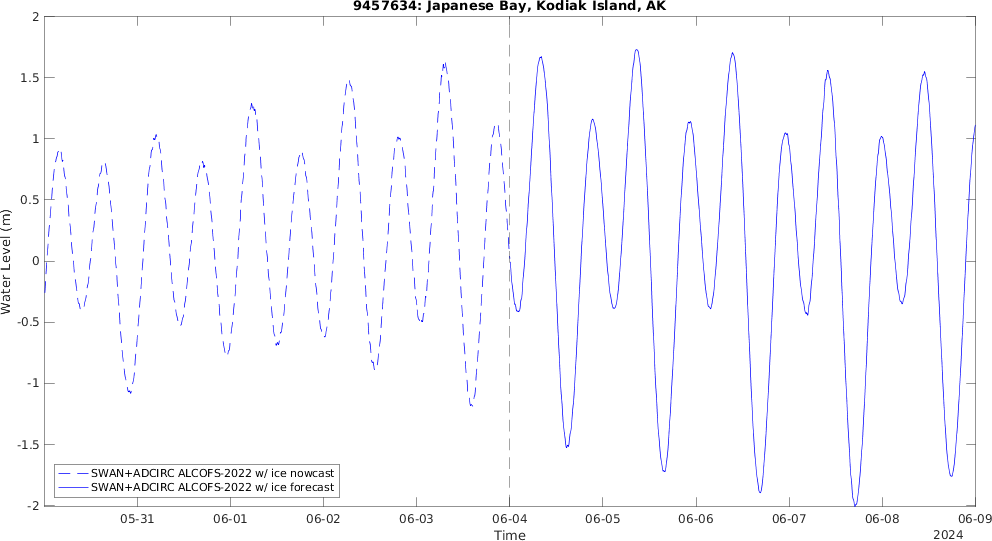 9457634: Japanese Bay, Kodiak Island, AK
2
1.5
1
0.5
0
-0.5
-1
-1.5
-2
Water Level (m)
SWAN+ADCIRC ALCOFS-2022 w/ ice nowcast
SWAN+ADCIRC ALCOFS-2022 w/ ice forecast
05-31 06-01 06-02 06-03 06-04 06-05 06-06 06-07 06-08 06-09
Time
2024